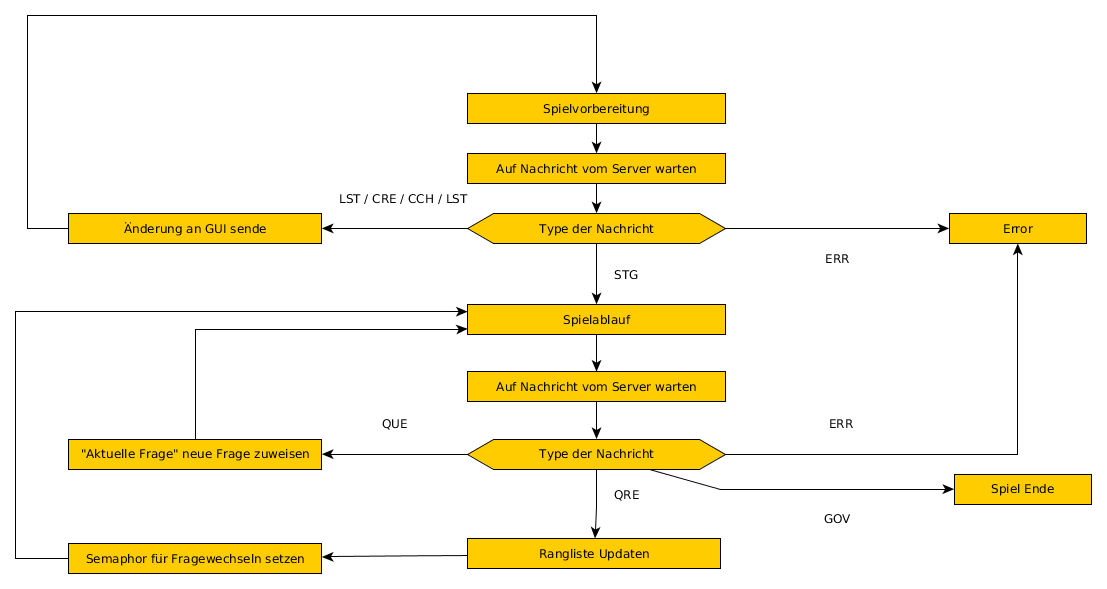 Spielvorbereitung
Auf Nachricht vom Server warten
LST / CRE / CCH / LST
Änderung an GUI sende
Type der Nachricht
Error
ERR
STG
Spielablauf
Auf Nachricht vom Server warten
QUE
ERR
"Aktuelle Frage" neue Frage zuweisen
Type der Nachricht
Spiel Ende
QRE
GOV
Rangliste Updaten
Semaphor für Fragewechseln setzen